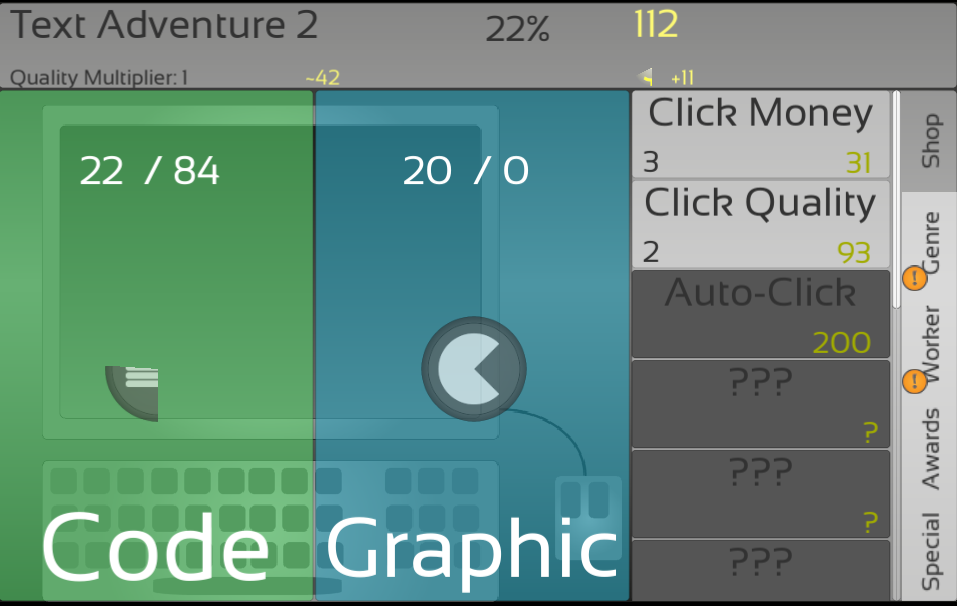 Text Adventure 2
22%
112
Quality Multiplier: 1
~42
+11
22 / 84
20 / 0
Code
Graphic
Click Money
3
31
Click Quality
2
93
Auto-Click
200
???
?
???
?
???
Shop
! Genre
! Worker
Awards
Special